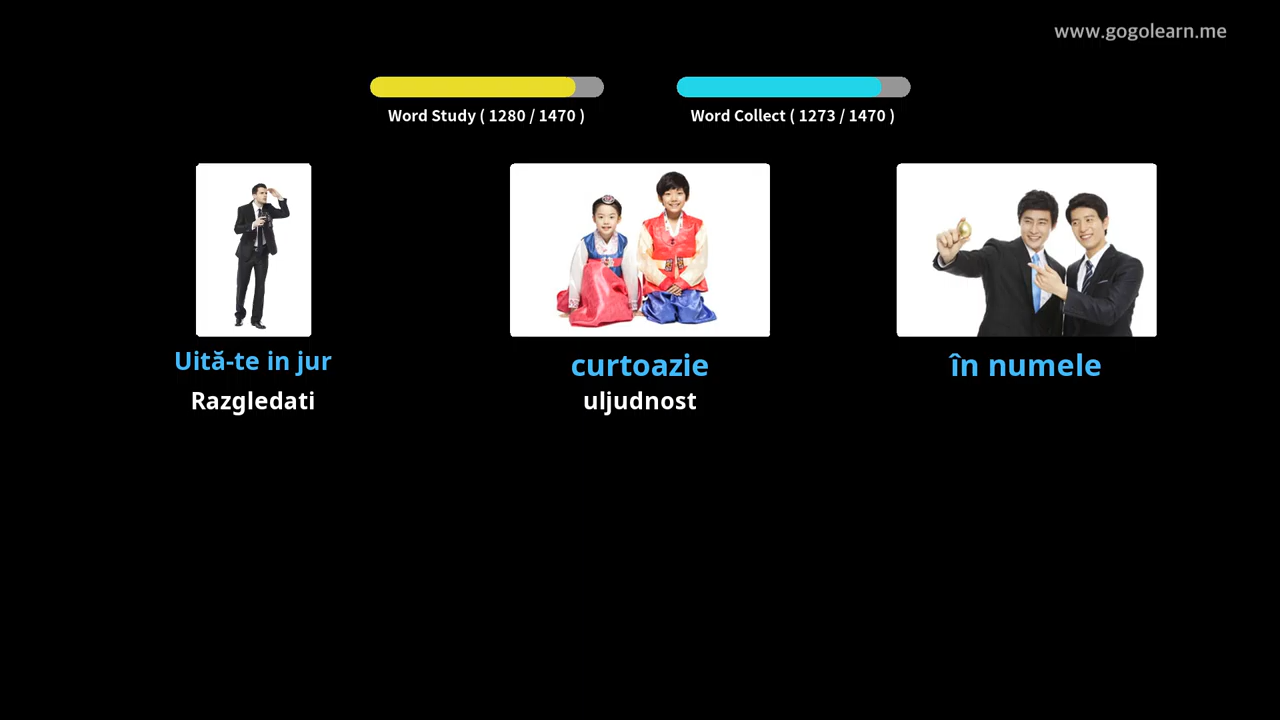 www.gogolearn.me
Word Study ( 1280 / 1470 )
Word Collect ( 1273 / 1470 )
Uită-te in jur
Razgledati
curtoazie
uljudnost
în numele